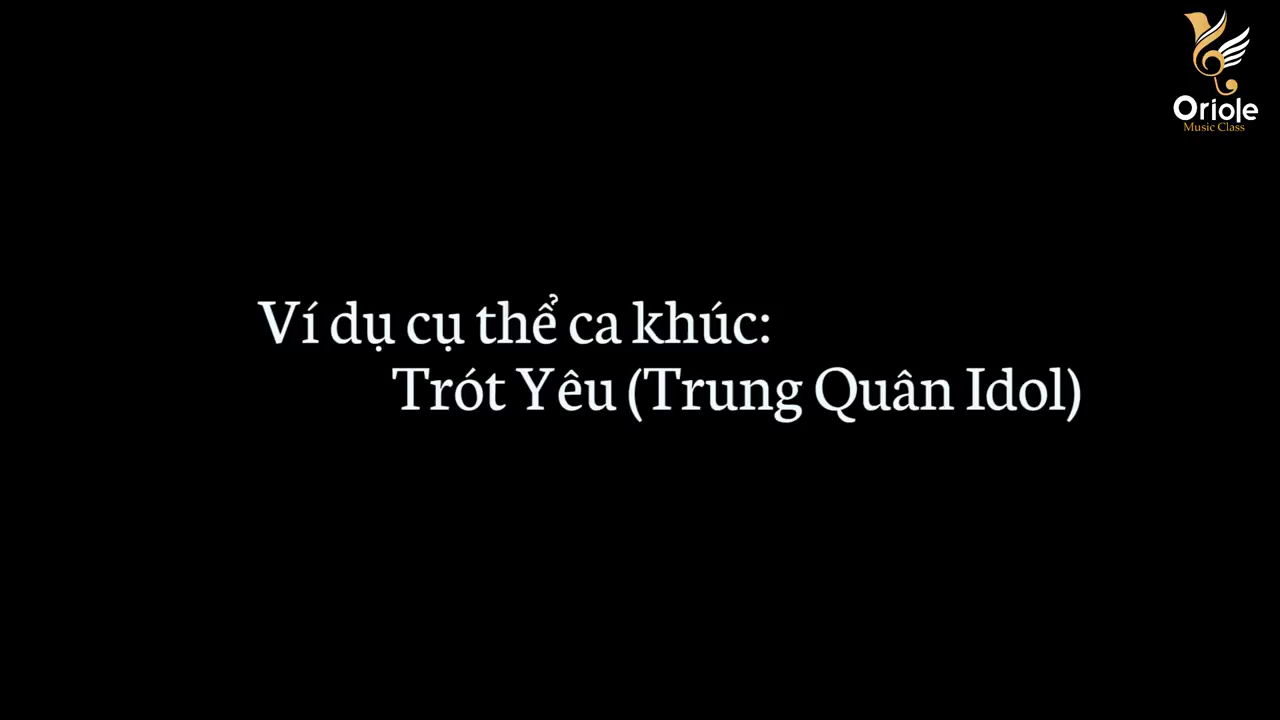 Oriole
Music Class
Ví dụ cụ thể ca khúc:
Trót Yêu (Trung Quân Idol)